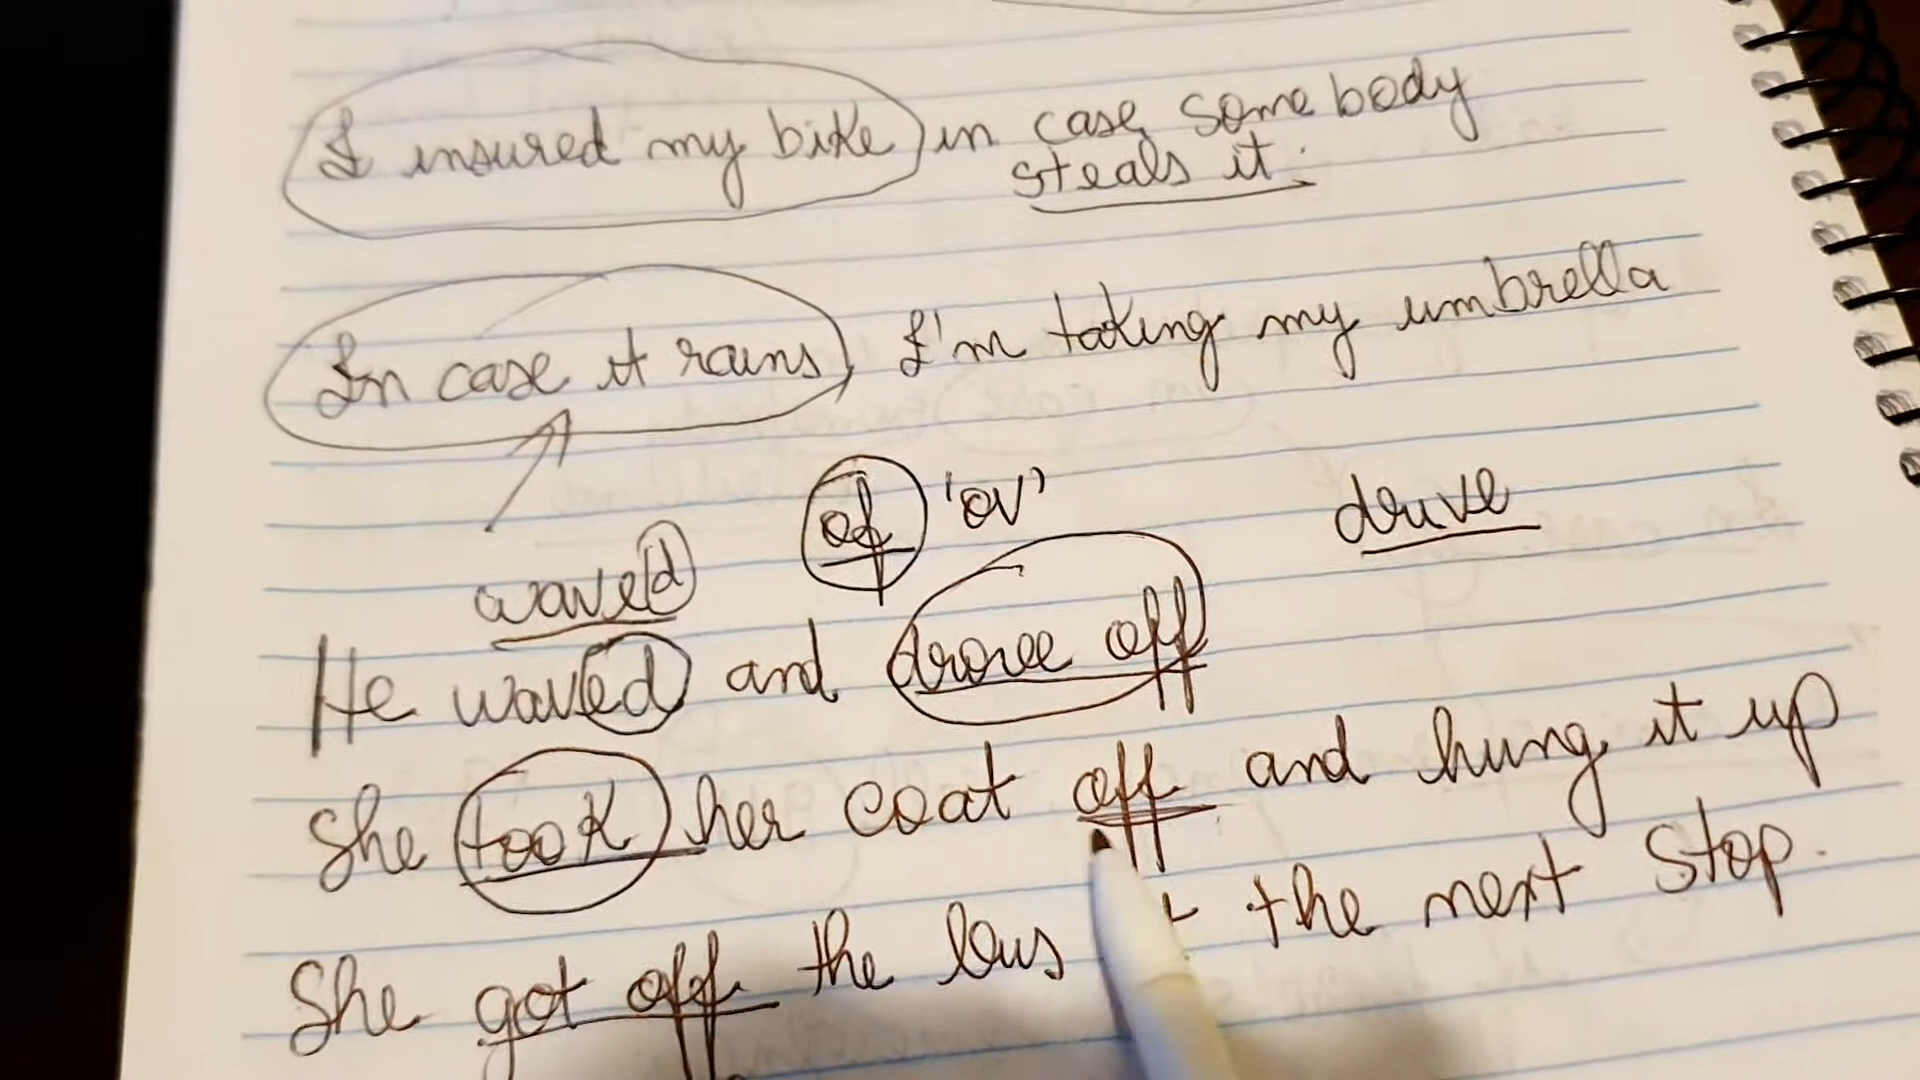 I insured my bike in case somebody
steals it.
In case it rains, I'm taking my umbrella
of 'ov' drive
waved
He waved and drove off
She took her coat off and hung it up
She got off the bus the next stop.